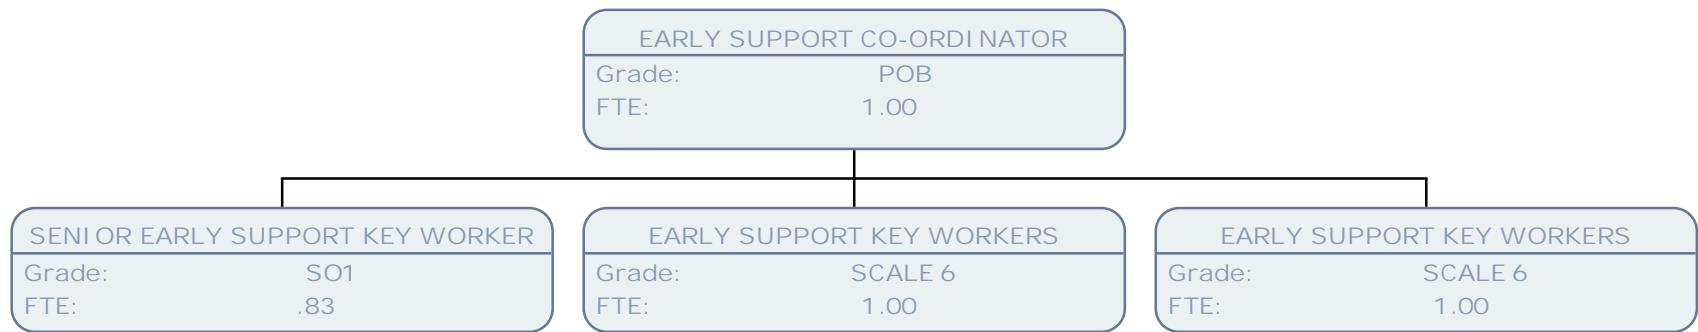 EARLY SUPPORT CO-ORDINATOR
Grade: POB
FTE: 1.00
SENIOR EARLY SUPPORT KEY WORKER
Grade: SO1
FTE: .83
EARLY SUPPORT KEY WORKERS
Grade: SCALE 6
FTE: 1.00
EARLY SUPPORT KEY WORKERS
Grade: SCALE 6
FTE: 1.00